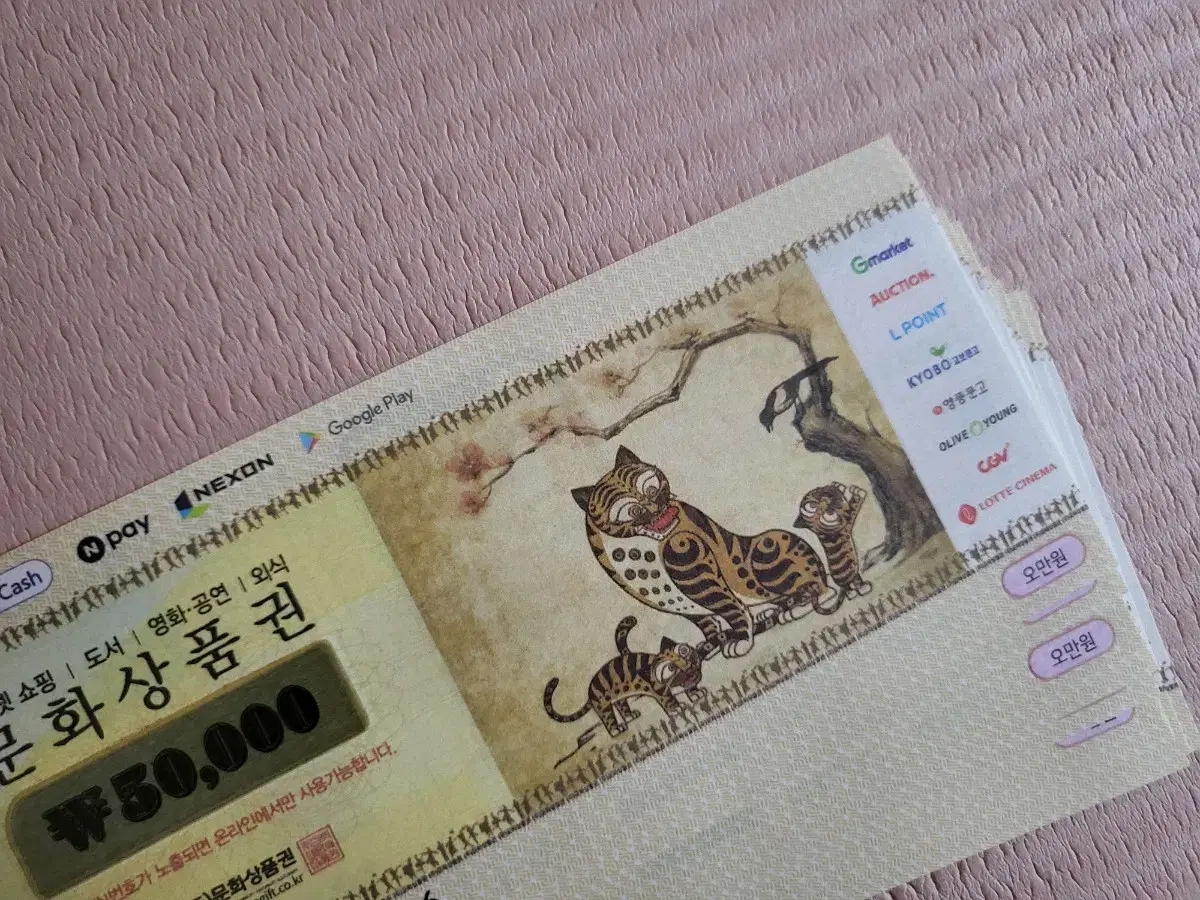 Cash
N pay
NEXON
Google Play
쇼핑 | 도서 | 영화·공연 | 외식
문화상품권
₩50,000
노출되면 온라인에서만 사용가능합니다.
문화상품권
Gmarket
AUCTION.
L.POINT
KYOBO 교보문고
영풍문고
OLIVE YOUNG
CGV
LOTTE CINEMA
오만원
오만원